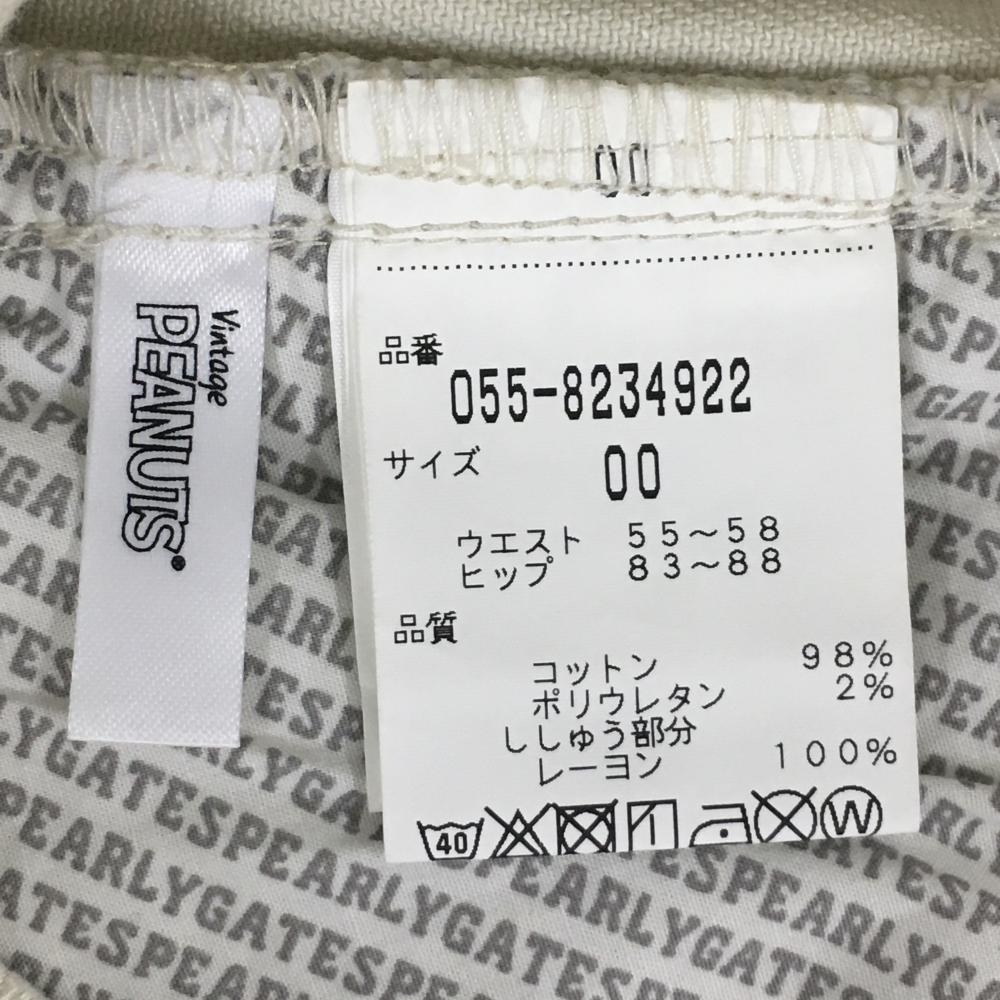 Vintage
PEANUTS
00
品番
055-8234922
サイズ 00
ウエスト 55~58
ヒップ 83~88
品質
コットン 98%
ポリウレタン 2%
ししゅう部分
レーヨン 100%
40
W
PEARLYGATESPEARLYGATES